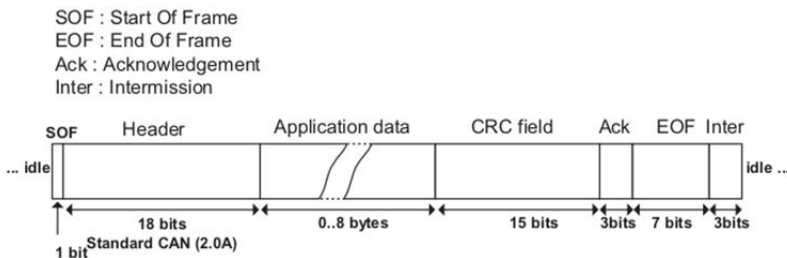 SOF : Start Of Frame
EOF : End Of Frame
Ack : Acknowledgement
Inter : Intermission
SOF Header Application data CRC field Ack EOF Inter
... idle idle ...
18 bits 0..8 bytes 15 bits 3bits 7 bits 3bits
1 bit Standard CAN (2.0A)